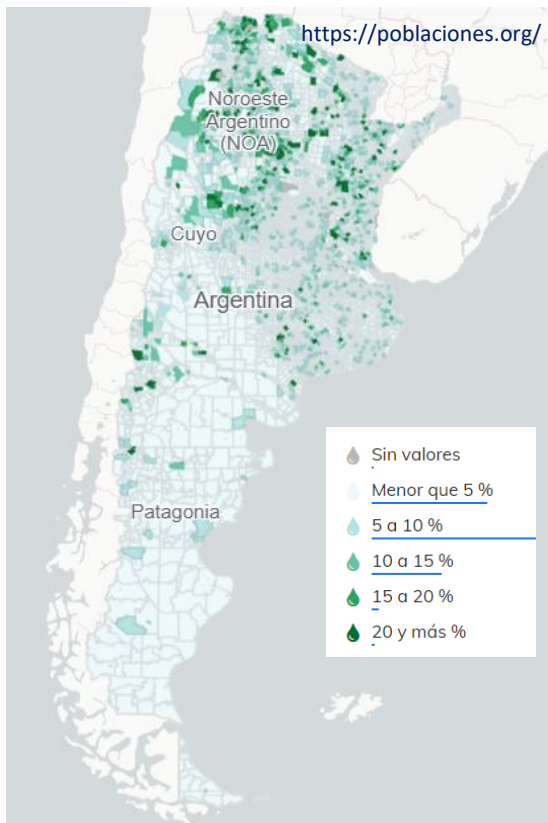 https://poblaciones.org/
Noroeste
Argentino
(NOA)
Cuyo
Argentina
Patagonia
Sin valores
Menor que 5 %
5 a 10 %
10 a 15 %
15 a 20 %
20 y más %